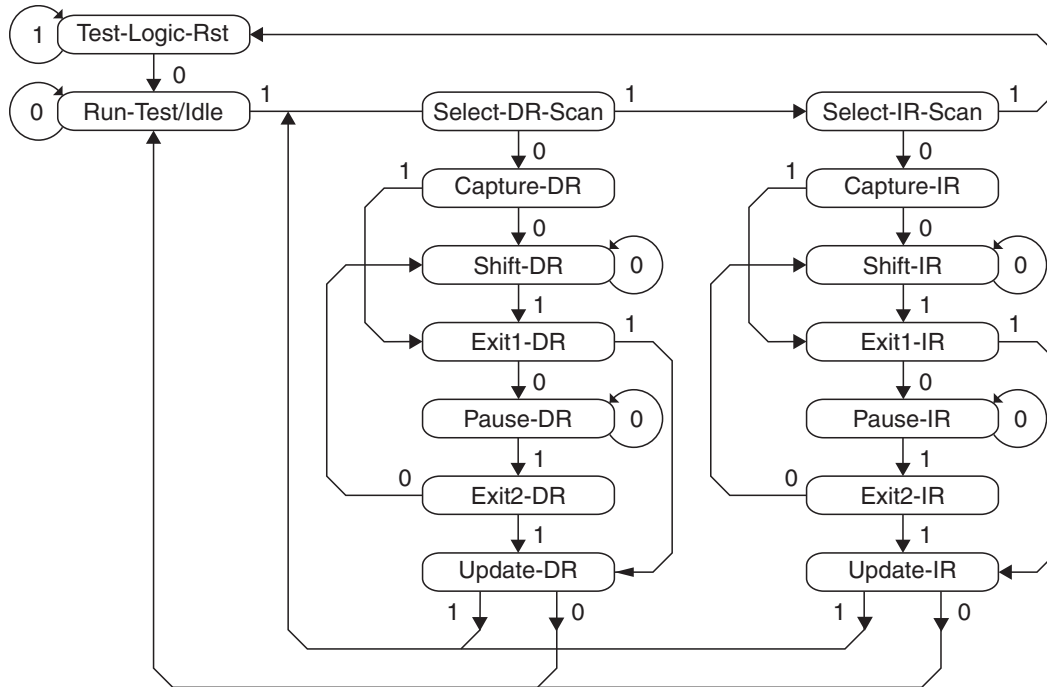 1 Test-Logic-Rst
0
0 Run-Test/Idle 1 Select-DR-Scan 1 Select-IR-Scan 1
0 0
1 Capture-DR 1 Capture-IR
0 0
Shift-DR 0 Shift-IR 0
1 1
Exit1-DR 1 Exit1-IR 1
0 0
Pause-DR 0 Pause-IR 0
1 1
0 Exit2-DR 0 Exit2-IR
1 1
Update-DR Update-IR
1 0 1 0